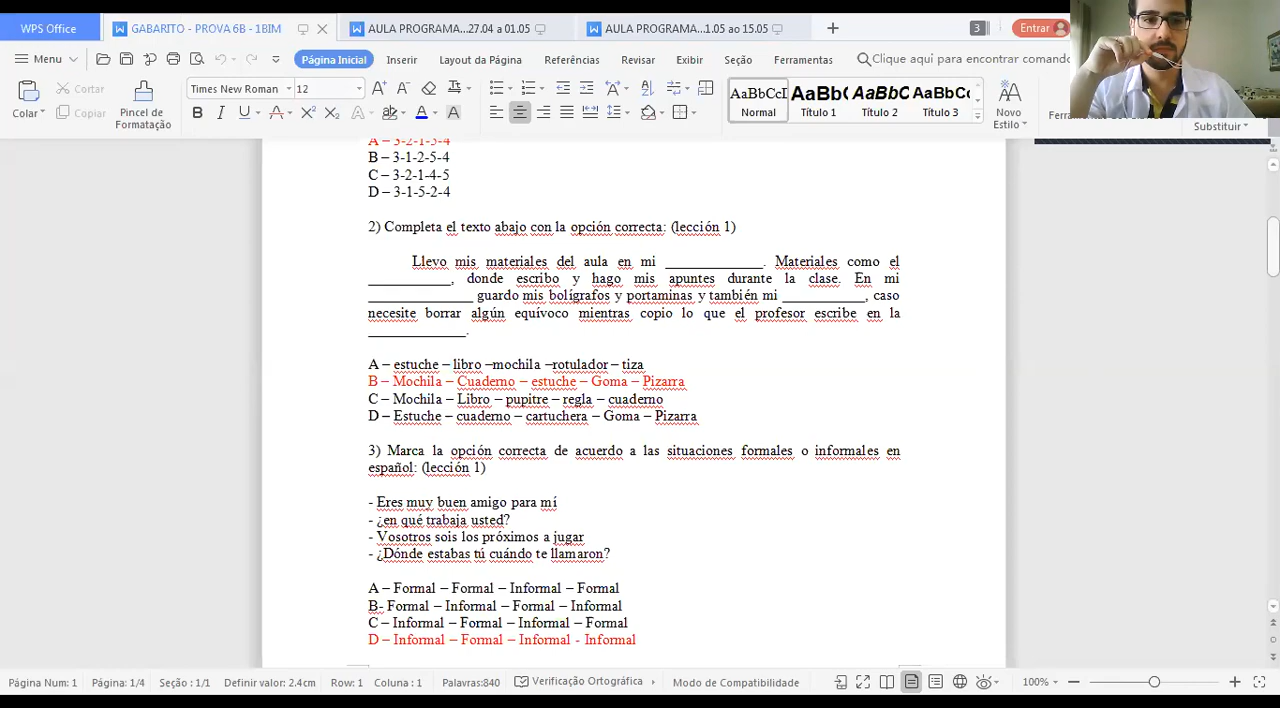 WPS Office GABARITO - PROVA 6B - 1BIM AULA PROGRAMA...27.04 a 01.05 AULA PROGRAMA...1.05 ao 15.05 3 Entrar
Menu Página Inicial Inserir Layout da Página Referências Revisar Exibir Seção Ferramentas Clique aqui para encontrar comando
Colar Cortar Copiar Pincel de Formatação Times New Roman 12 AaBbCcI Normal AaBb( Título 1 AaBbC Título 2 AaBbC Título 3 Novo Estilo Substituir
A – 3-2-1-5-4
B – 3-1-2-5-4
C – 3-2-1-4-5
D – 3-1-5-2-4
2) Completa el texto abajo con la opción correcta: (lección 1)
Llevo mis materiales del aula en mi ______________. Materiales como el
____________, donde escribo y hago mis apuntes durante la clase. En mi
_______________ guardo mis bolígrafos y portaminas y también mi ____________, caso
necesite borrar algún equívoco mientras copio lo que el profesor escribe en la
______________.
A – estuche – libro –mochila –rotulador – tiza
B – Mochila – Cuaderno – estuche – Goma – Pizarra
C – Mochila – Libro – pupitre – regla – cuaderno
D – Estuche – cuaderno – cartuchera – Goma – Pizarra
3) Marca la opción correcta de acuerdo a las situaciones formales o informales en
español: (lección 1)
- Eres muy buen amigo para mí
- ¿en qué trabaja usted?
- Vosotros sois los próximos a jugar
- ¿Dónde estabas tú cuándo te llamaron?
A – Formal – Formal – Informal – Formal
B- Formal – Informal – Formal – Informal
C – Informal – Formal – Informal – Formal
D – Informal – Formal – Informal - Informal
Página Num: 1 Página: 1/4 Seção : 1/1 Definir valor: 2.4cm Row: 1 Coluna : 1 Palavras:840 Verificação Ortográfica Modo de Compatibilidade 100%